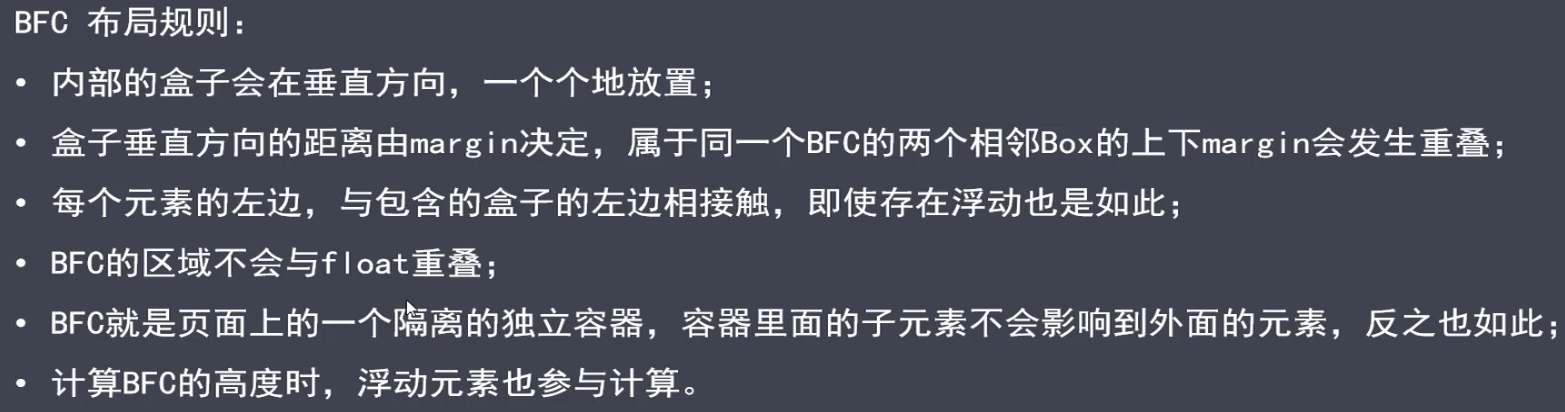 BFC 布局规则：
• 内部的盒子会在垂直方向，一个个地放置；
• 盒子垂直方向的距离由margin决定，属于同一个BFC的两个相邻Box的上下margin会发生重叠；
• 每个元素的左边，与包含的盒子的左边相接触，即使存在浮动也是如此；
• BFC的区域不会与float重叠；
• BFC就是页面上的一个隔离的独立容器，容器里面的子元素不会影响到外面的元素，反之也如此；
• 计算BFC的高度时，浮动元素也参与计算。